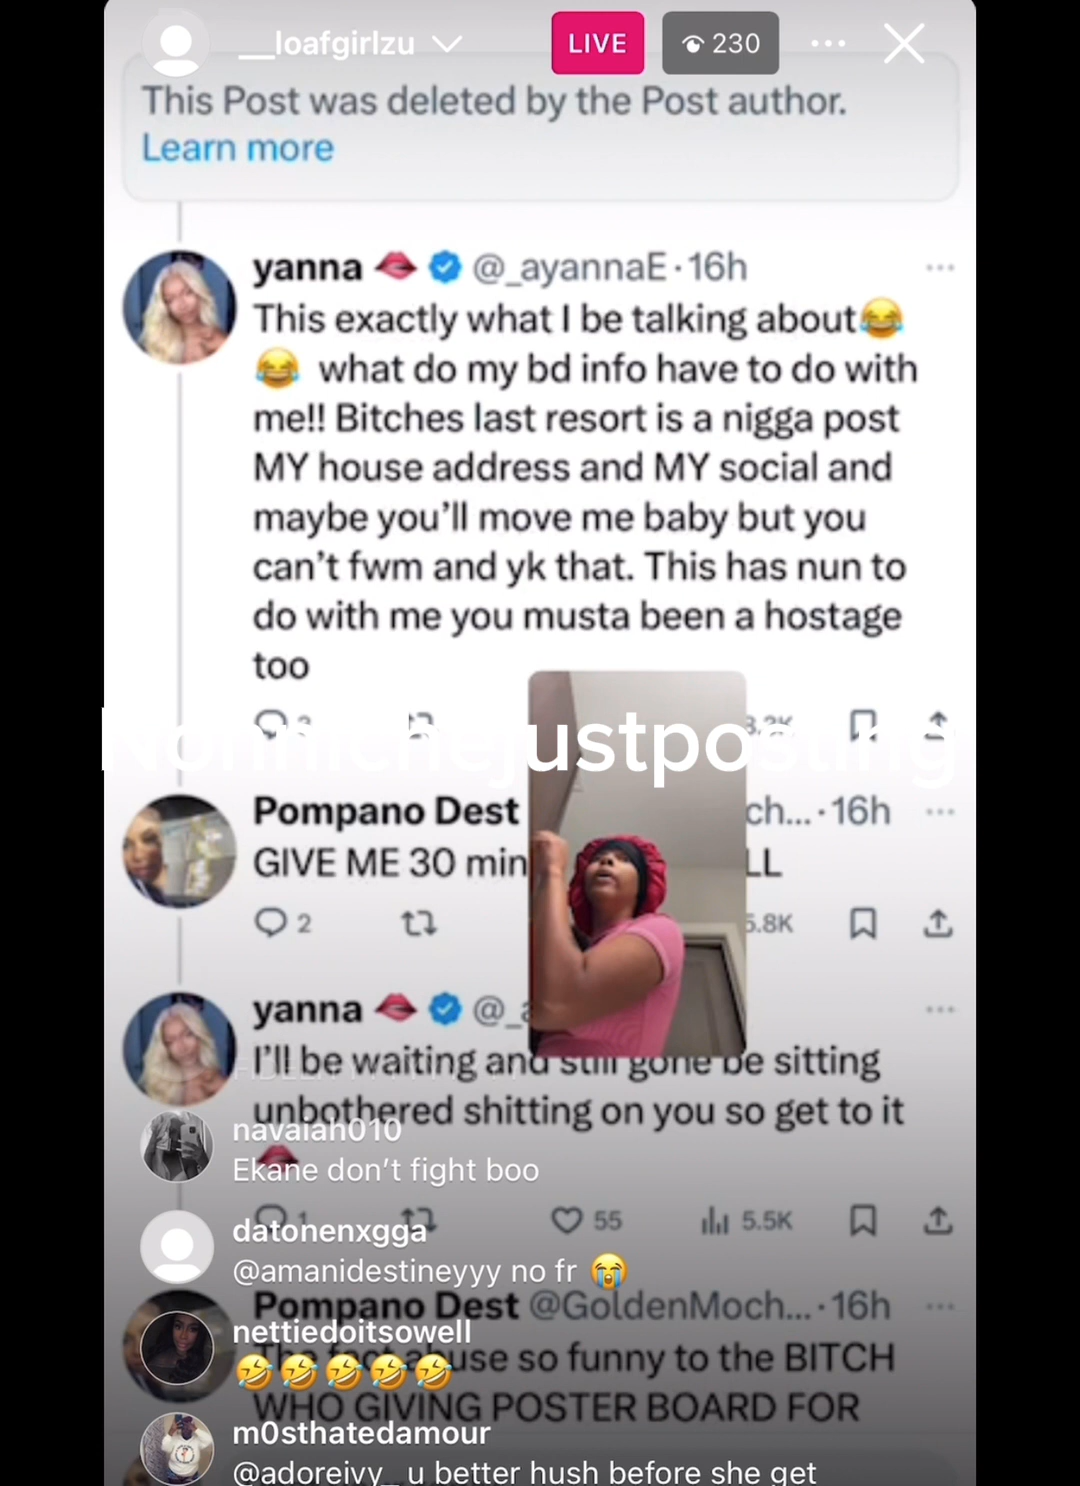 __loafgirlzu
LIVE
230
This Post was deleted by the Post author.
Learn more
yanna 💋 @_ayannaE · 16h
This exactly what I be talking about😂
😂 what do my bd info have to do with
me!! Bitches last resort is a nigga post
MY house address and MY social and
maybe you'll move me baby but you
can't fwm and yk that. This has nun to
do with me you musta been a hostage
too
justposting
Pompano Dest ch... · 16h
GIVE ME 30 min LL
2 5.8K
yanna 💋 @_a
I'll be waiting and still gone be sitting
unbothered shitting on you so get to it
💋
navaiah010
Ekane don't fight boo
1 55 5.5K
datonenxgga
@amanidestineyyy no fr 😭
Pompano Dest @GoldenMoch... · 16h
nettiedoitsowell
🤣🤣🤣🤣🤣
so funny to the BITCH
WHO GIVING POSTER BOARD FOR
m0sthatedamour
@adoreivy_ u better hush before she get